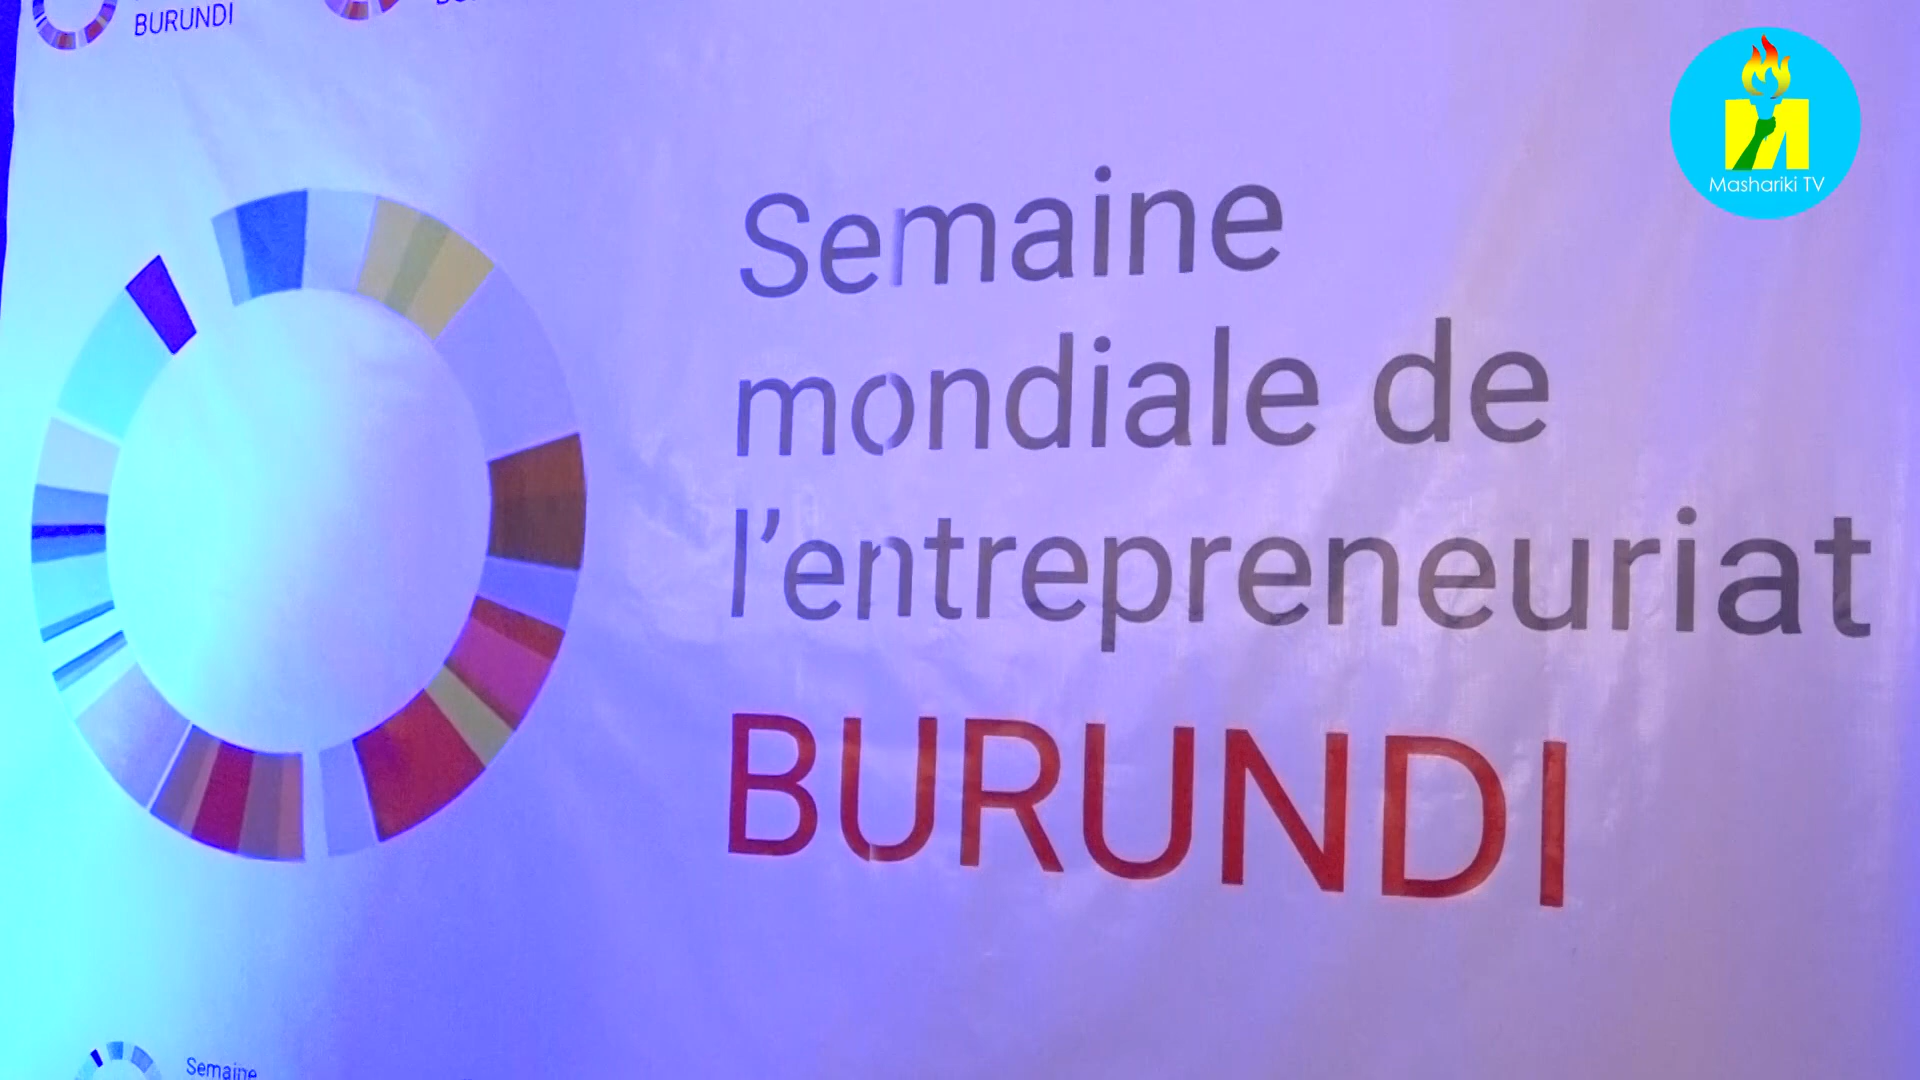 BURUNDI
Mashariki TV
Semaine
mondiale de
l'entrepreneuriat
BURUNDI
Semaine